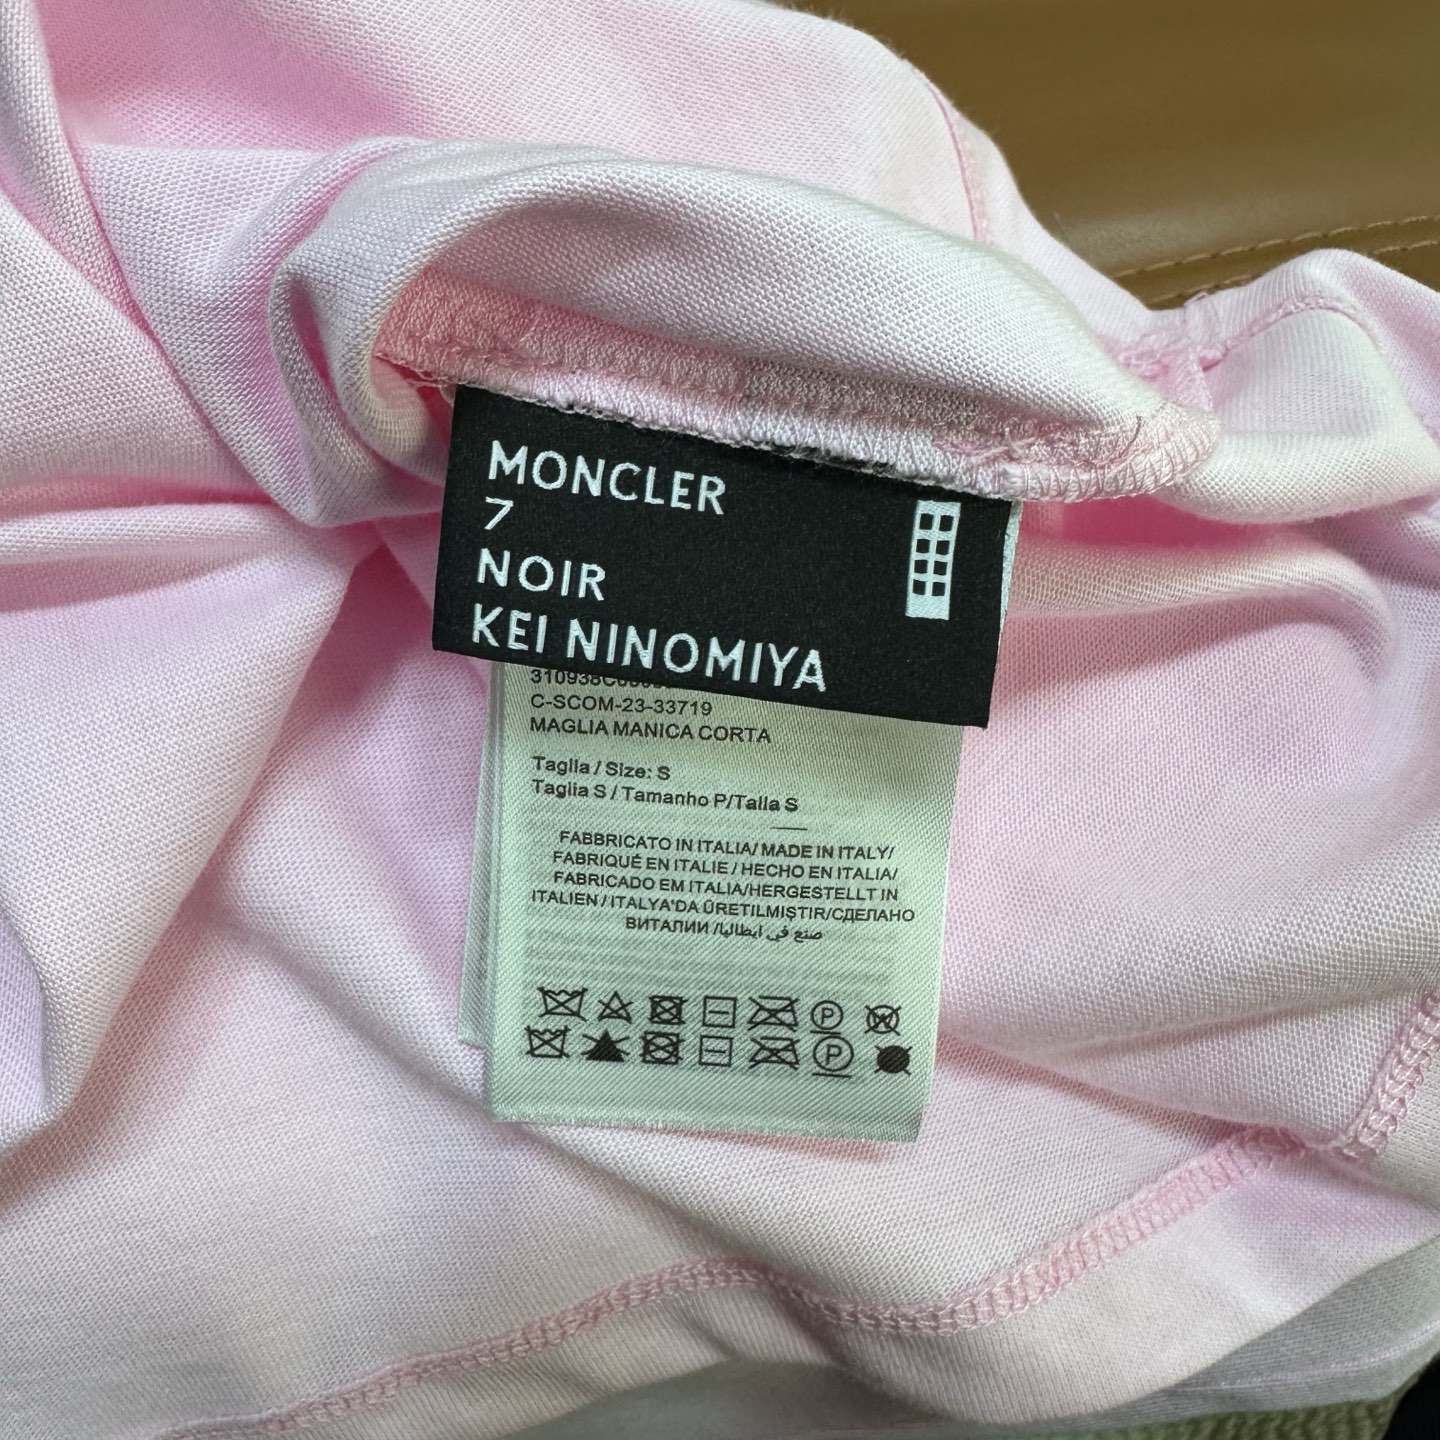 MONCLER
7
NOIR
KEI NINOMIYA
C-SCOM-23-33719
MAGLIA MANICA CORTA
Taglia / Size: S
Taglia S / Tamanho P/Talla S
FABBRICATO IN ITALIA/ MADE IN ITALY/
FABRIQUÉ EN ITALIE / HECHO EN ITALIA/
FABRICADO EM ITALIA/HERGESTELLT IN
ITALIEN / ITALYA'DA ÜRETILMIŞTIR/СДЕЛАНО
ВИТАЛИИ /صنع في ايطاليا
P W
P